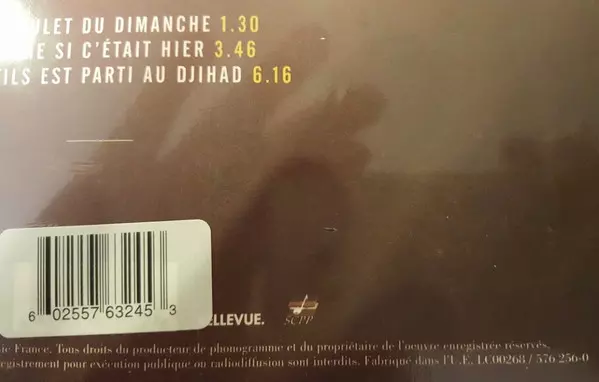 ULET DU DIMANCHE 1.30
E SI C'ÉTAIT HIER 3.46
FILS EST PARTI AU DJIHAD 6.16
6 02557 63245 3
ELLEVUE.
SCPP
ie France. Tous droits du producteur de phonogramme et du propriétaire de l'œuvre enregistrée réservés,
registrement pour exécution publique ou radiodiffusion sont interdits. Fabriqué dans l'U.E. LC00268 / 576 256-0